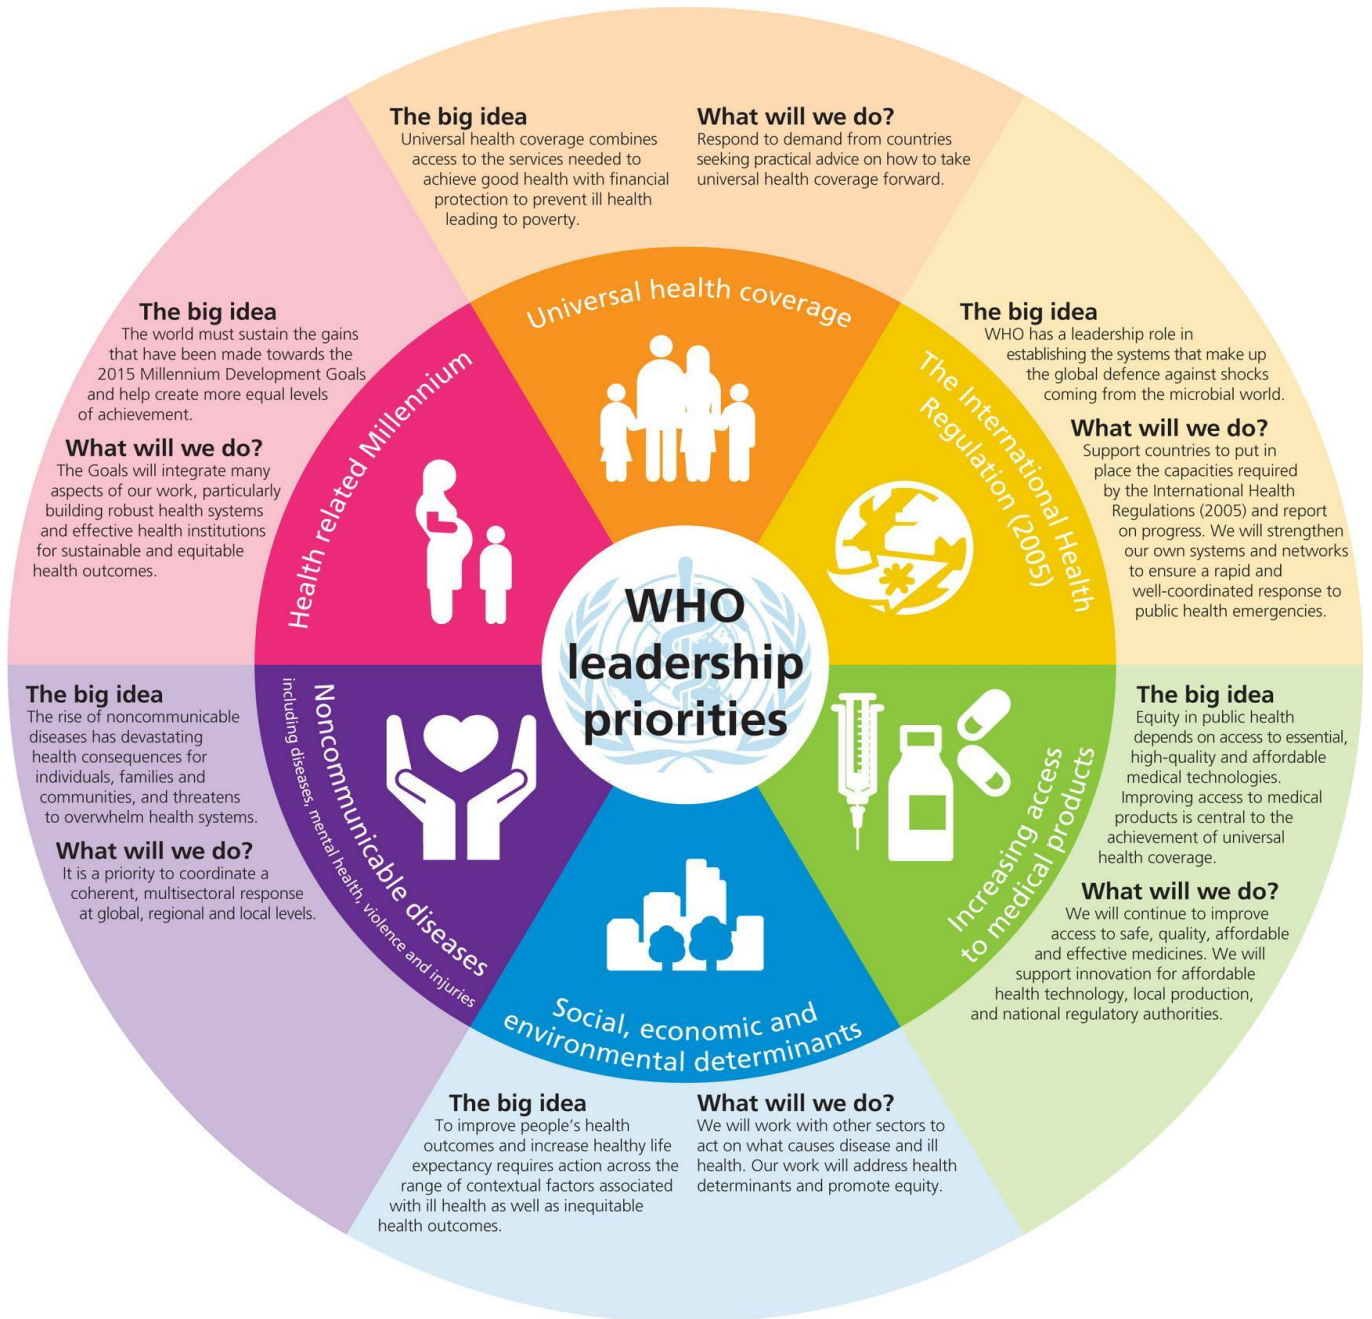 WHO
leadership
priorities
Universal health coverage
The big idea
Universal health coverage combines
access to the services needed to
achieve good health with financial
protection to prevent ill health
leading to poverty.
What will we do?
Respond to demand from countries
seeking practical advice on how to take
universal health coverage forward.
The International Health
Regulation (2005)
The big idea
WHO has a leadership role in
establishing the systems that make up
the global defence against shocks
coming from the microbial world.
What will we do?
Support countries to put in
place the capacities required
by the International Health
Regulations (2005) and report
on progress. We will strengthen
our own systems and networks
to ensure a rapid and
well-coordinated response to
public health emergencies.
Increasing access
to medical products
The big idea
Equity in public health
depends on access to essential,
high-quality and affordable
medical technologies.
Improving access to medical
products is central to the
achievement of universal
health coverage.
What will we do?
We will continue to improve
access to safe, quality, affordable
and effective medicines. We will
support innovation for affordable
health technology, local production,
and national regulatory authorities.
Social, economic and
environmental determinants
The big idea
To improve people's health
outcomes and increase healthy life
expectancy requires action across the
range of contextual factors associated
with ill health as well as inequitable
health outcomes.
What will we do?
We will work with other sectors to
act on what causes disease and ill
health. Our work will address health
determinants and promote equity.
Noncommunicable diseases
including diseases, mental health, violence and injuries
The big idea
The rise of noncommunicable
diseases has devastating
health consequences for
individuals, families and
communities, and threatens
to overwhelm health systems.
What will we do?
It is a priority to coordinate a
coherent, multisectoral response
at global, regional and local levels.
Health related Millennium
The big idea
The world must sustain the gains
that have been made towards the
2015 Millennium Development Goals
and help create more equal levels
of achievement.
What will we do?
The Goals will integrate many
aspects of our work, particularly
building robust health systems
and effective health institutions
for sustainable and equitable
health outcomes.